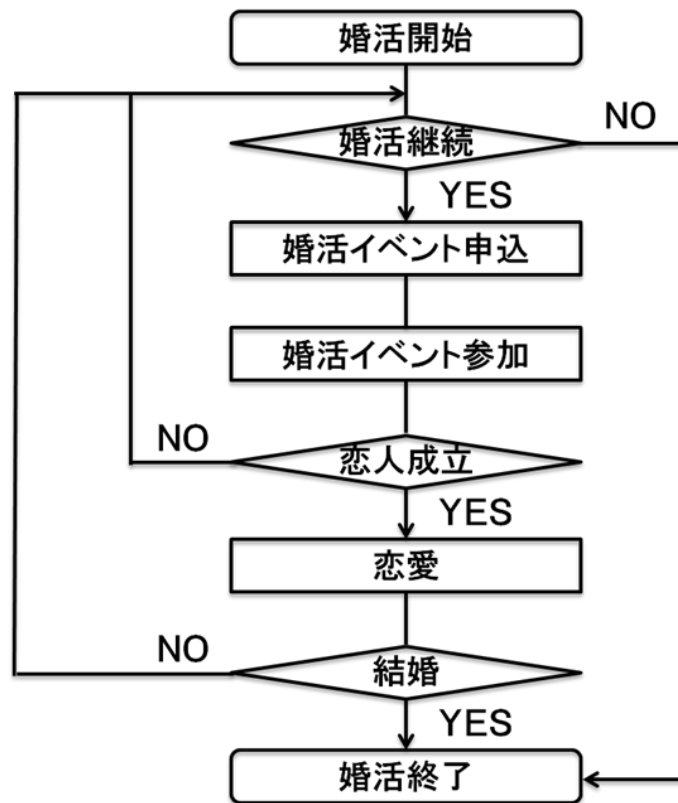 婚活開始
婚活継続
NO
YES
婚活イベント申込
婚活イベント参加
恋人成立
NO
YES
恋愛
結婚
NO
YES
婚活終了